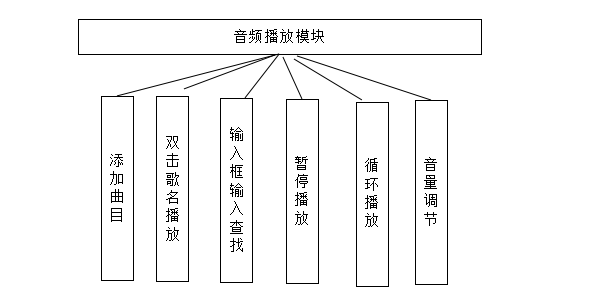 音频播放模块
添加曲目
双击歌名播放
输入框输入查找
暂停播放
循环播放
音量调节